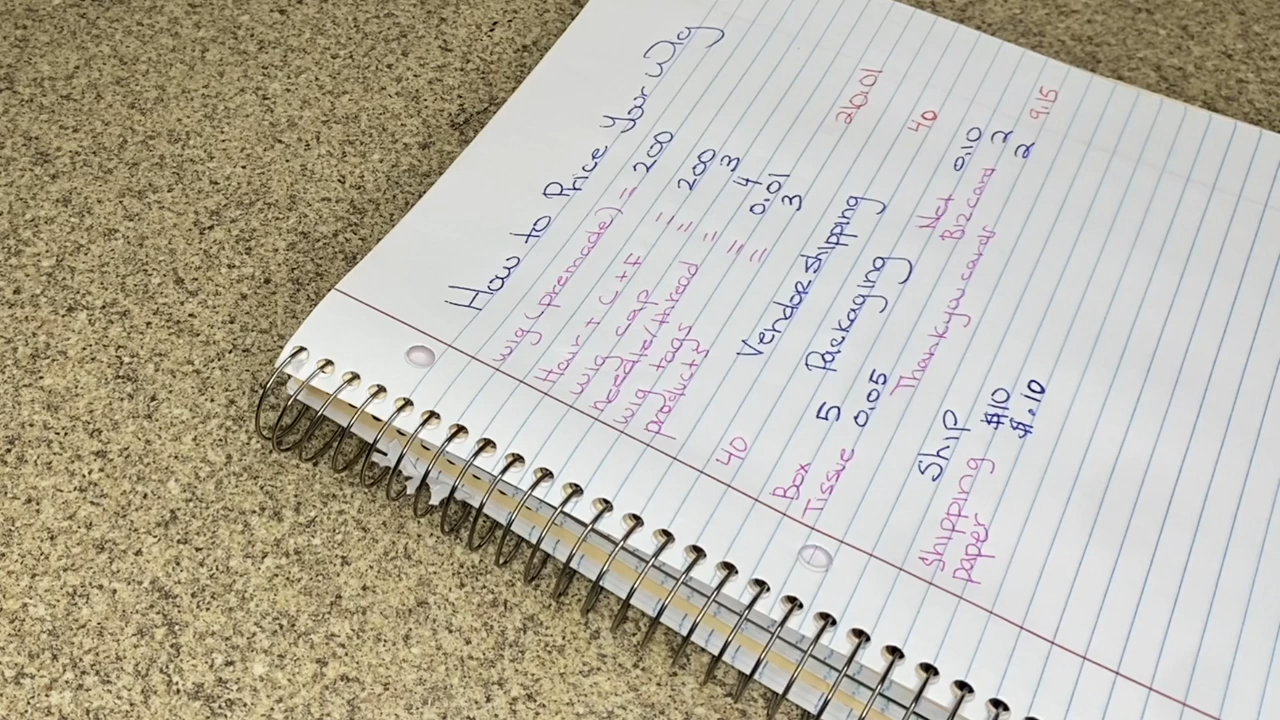 How to Price Your Wig
wig (premade) = 200
Hair + C + F = 200
wig cap = 3
needle/thread = 4
wig tags = 0.01
products = 3
210.01
Vendor shipping
40 40
Packaging
Box 5 Net 0.10
Tissue 0.05 Bizcard 2
Thankyou card 2
9.15
Ship
Shipping $10
paper $.10